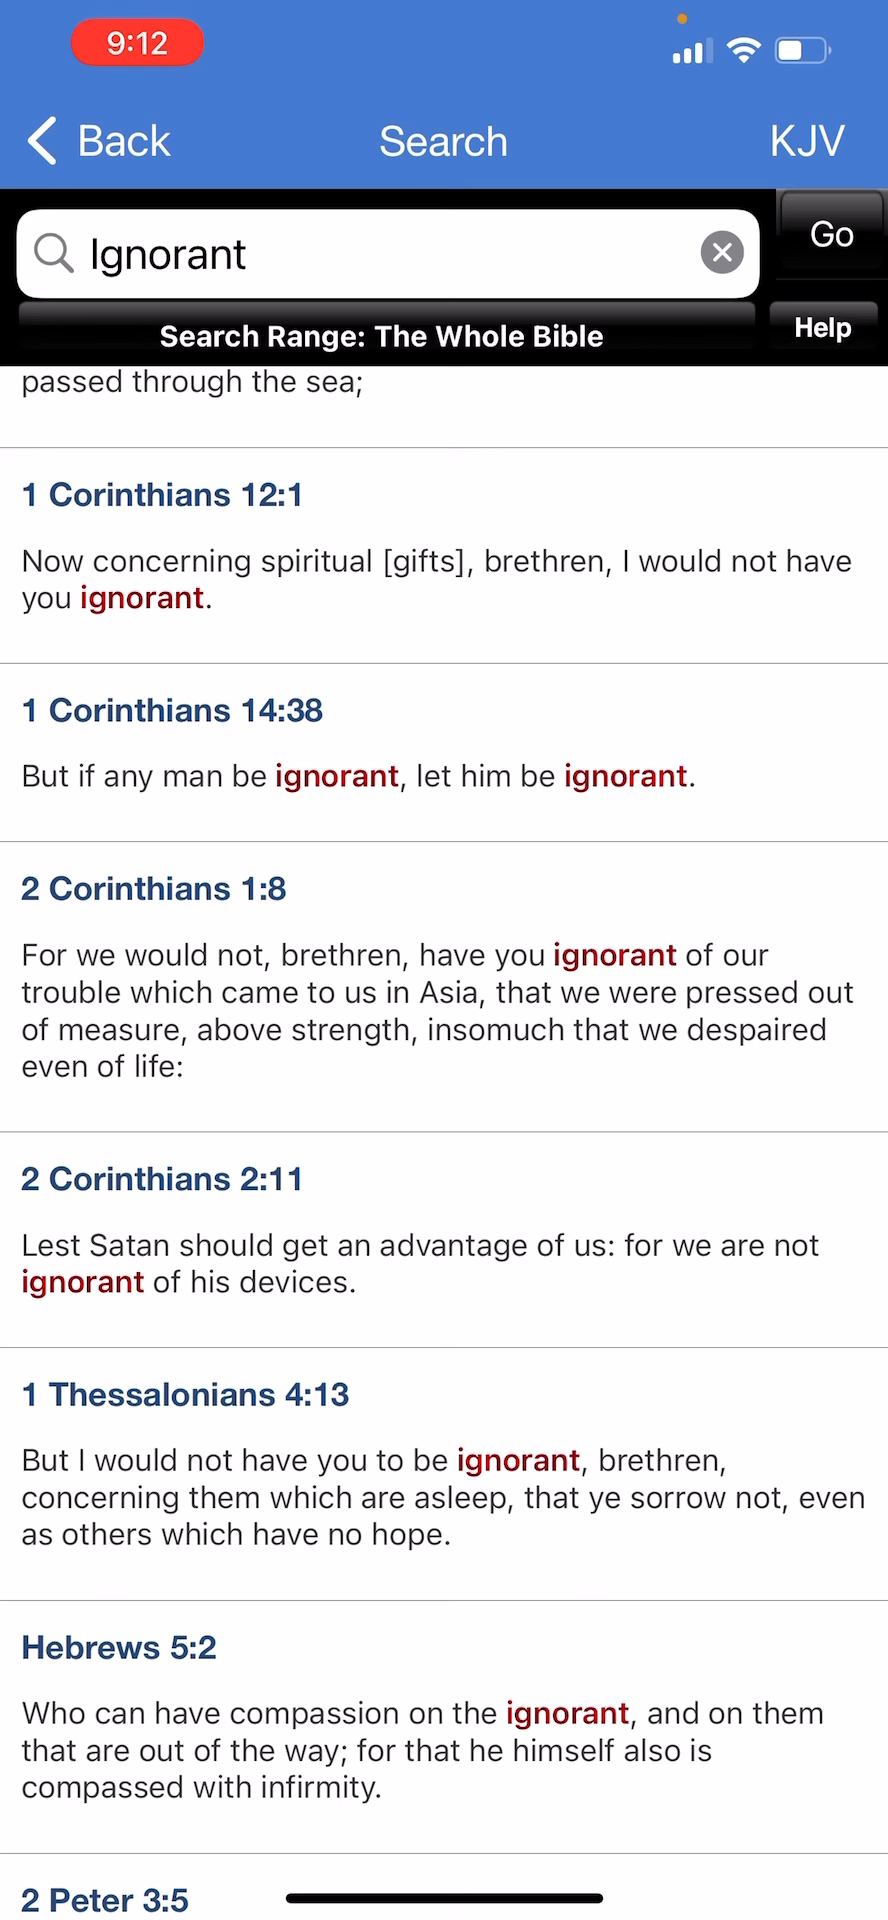 9:12
Back
Search
KJV
Ignorant
Go
Search Range: The Whole Bible
Help
passed through the sea;
1 Corinthians 12:1
Now concerning spiritual [gifts], brethren, I would not have
you ignorant.
1 Corinthians 14:38
But if any man be ignorant, let him be ignorant.
2 Corinthians 1:8
For we would not, brethren, have you ignorant of our
trouble which came to us in Asia, that we were pressed out
of measure, above strength, insomuch that we despaired
even of life:
2 Corinthians 2:11
Lest Satan should get an advantage of us: for we are not
ignorant of his devices.
1 Thessalonians 4:13
But I would not have you to be ignorant, brethren,
concerning them which are asleep, that ye sorrow not, even
as others which have no hope.
Hebrews 5:2
Who can have compassion on the ignorant, and on them
that are out of the way; for that he himself also is
compassed with infirmity.
2 Peter 3:5